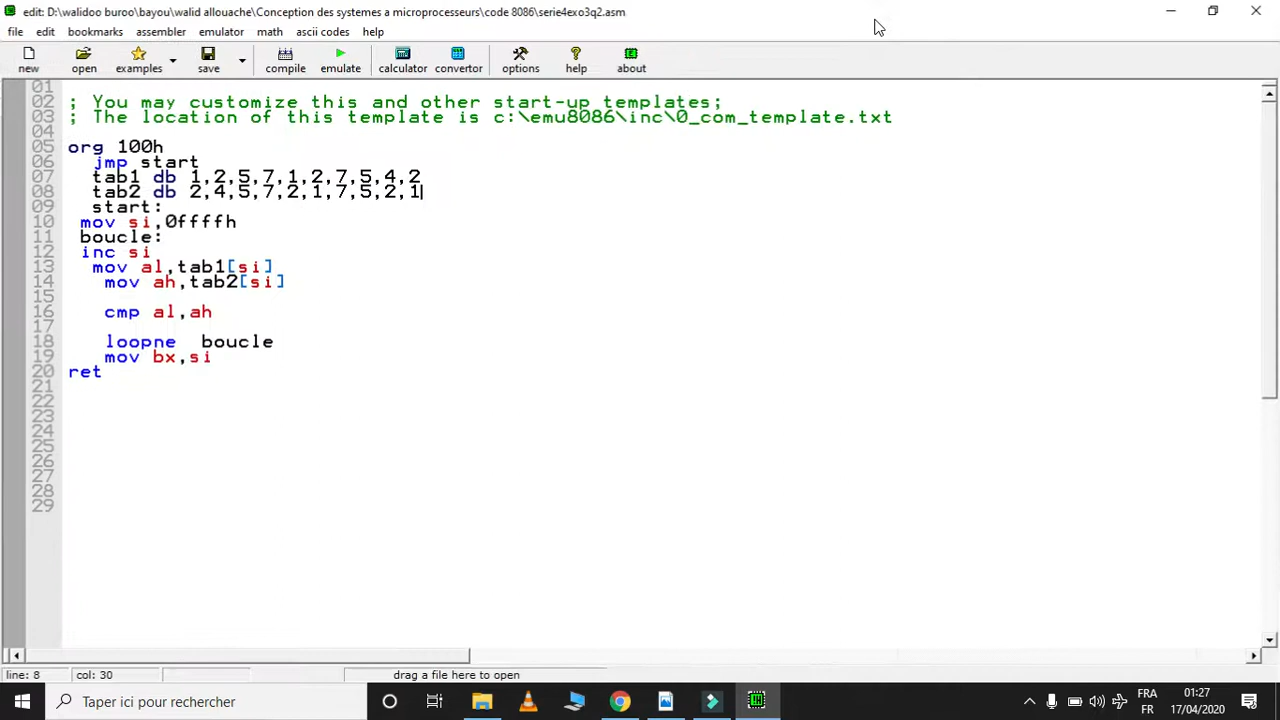 edit: D:\walidoo buroo\bayou\walid allouache\Conception des systemes a microprocesseurs\code 8086\serie4exo3q2.asm
file edit bookmarks assembler emulator math ascii codes help
new open examples save compile emulate calculator convertor options help about
01
02 ; You may customize this and other start-up templates;
03 ; The location of this template is c:\emu8086\inc\0_com_template.txt
04
05 org 100h
06 jmp start
07 tab1 db 1,2,5,7,1,2,7,5,4,2
08 tab2 db 2,4,5,7,2,1,7,5,2,1
09 start:
10 mov si,0ffffh
11 boucle:
12 inc si
13 mov al,tab1[si]
14 mov ah,tab2[si]
15
16 cmp al,ah
17
18 loopne boucle
19 mov bx,si
20 ret
21
22
23
24
25
26
27
28
29
line: 8 col: 30 drag a file here to open
Taper ici pour rechercher
FRA 01:27
FR 17/04/2020